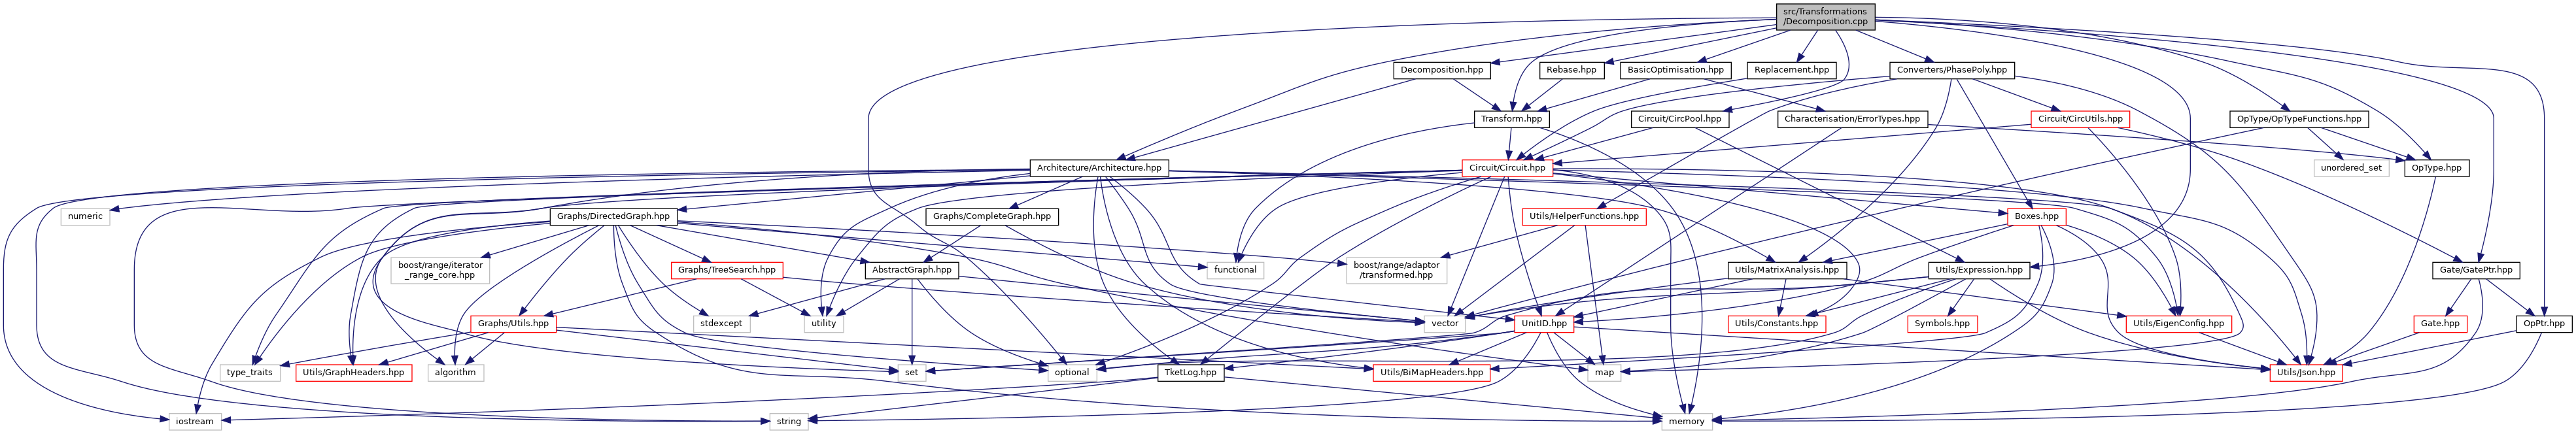 src/Transformations
/Decomposition.cpp
Decomposition.hpp
Rebase.hpp
BasicOptimisation.hpp
Replacement.hpp
Converters/PhasePoly.hpp
Transform.hpp
Circuit/CircPool.hpp
Characterisation/ErrorTypes.hpp
Circuit/CircUtils.hpp
OpType/OpTypeFunctions.hpp
Architecture/Architecture.hpp
Circuit/Circuit.hpp
unordered_set
OpType.hpp
numeric
Graphs/DirectedGraph.hpp
Graphs/CompleteGraph.hpp
Utils/HelperFunctions.hpp
Boxes.hpp
boost/range/iterator
_range_core.hpp
Graphs/TreeSearch.hpp
AbstractGraph.hpp
functional
boost/range/adaptor
/transformed.hpp
Utils/MatrixAnalysis.hpp
Utils/Expression.hpp
Gate/GatePtr.hpp
Graphs/Utils.hpp
stdexcept
utility
vector
UnitID.hpp
Utils/Constants.hpp
Symbols.hpp
Utils/EigenConfig.hpp
Gate.hpp
OpPtr.hpp
type_traits
Utils/GraphHeaders.hpp
algorithm
set
optional
TketLog.hpp
Utils/BiMapHeaders.hpp
map
Utils/Json.hpp
iostream
string
memory